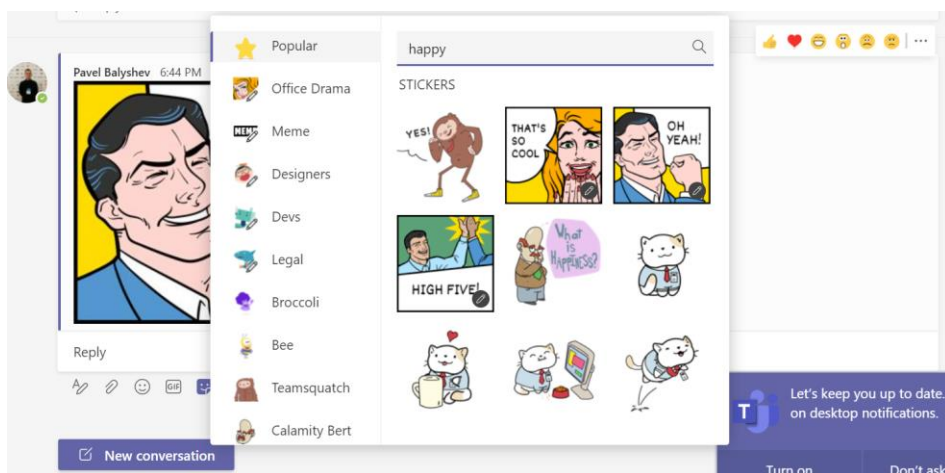 Pavel Balyshev 6:44 PM
Reply
GIF
New conversation
Popular
Office Drama
MEME
Meme
Designers
Devs
Legal
Broccoli
Bee
Teamsquatch
Calamity Bert
happy
STICKERS
YES!
THAT'S
SO
COOL
OH
YEAH!
HIGH FIVE!
What
is
HAPPINESS?
T
Let's keep you up to date.
on desktop notifications.
Turn on
Don't ask